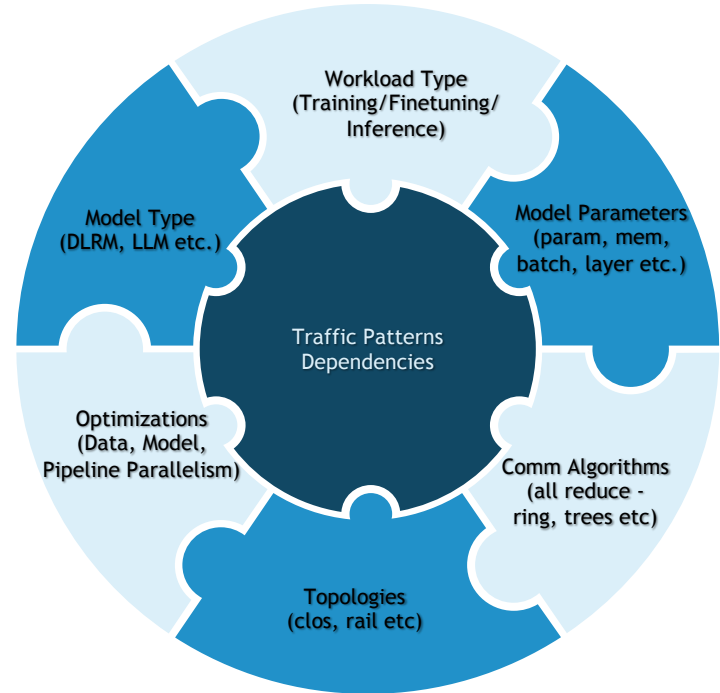 Workload Type
(Training/Finetuning/
Inference)
Model Type
(DLRM, LLM etc.)
Model Parameters
(param, mem,
batch, layer etc.)
Traffic Patterns
Dependencies
Optimizations
(Data, Model,
Pipeline Parallelism)
Comm Algorithms
(all reduce -
ring, trees etc)
Topologies
(clos, rail etc)